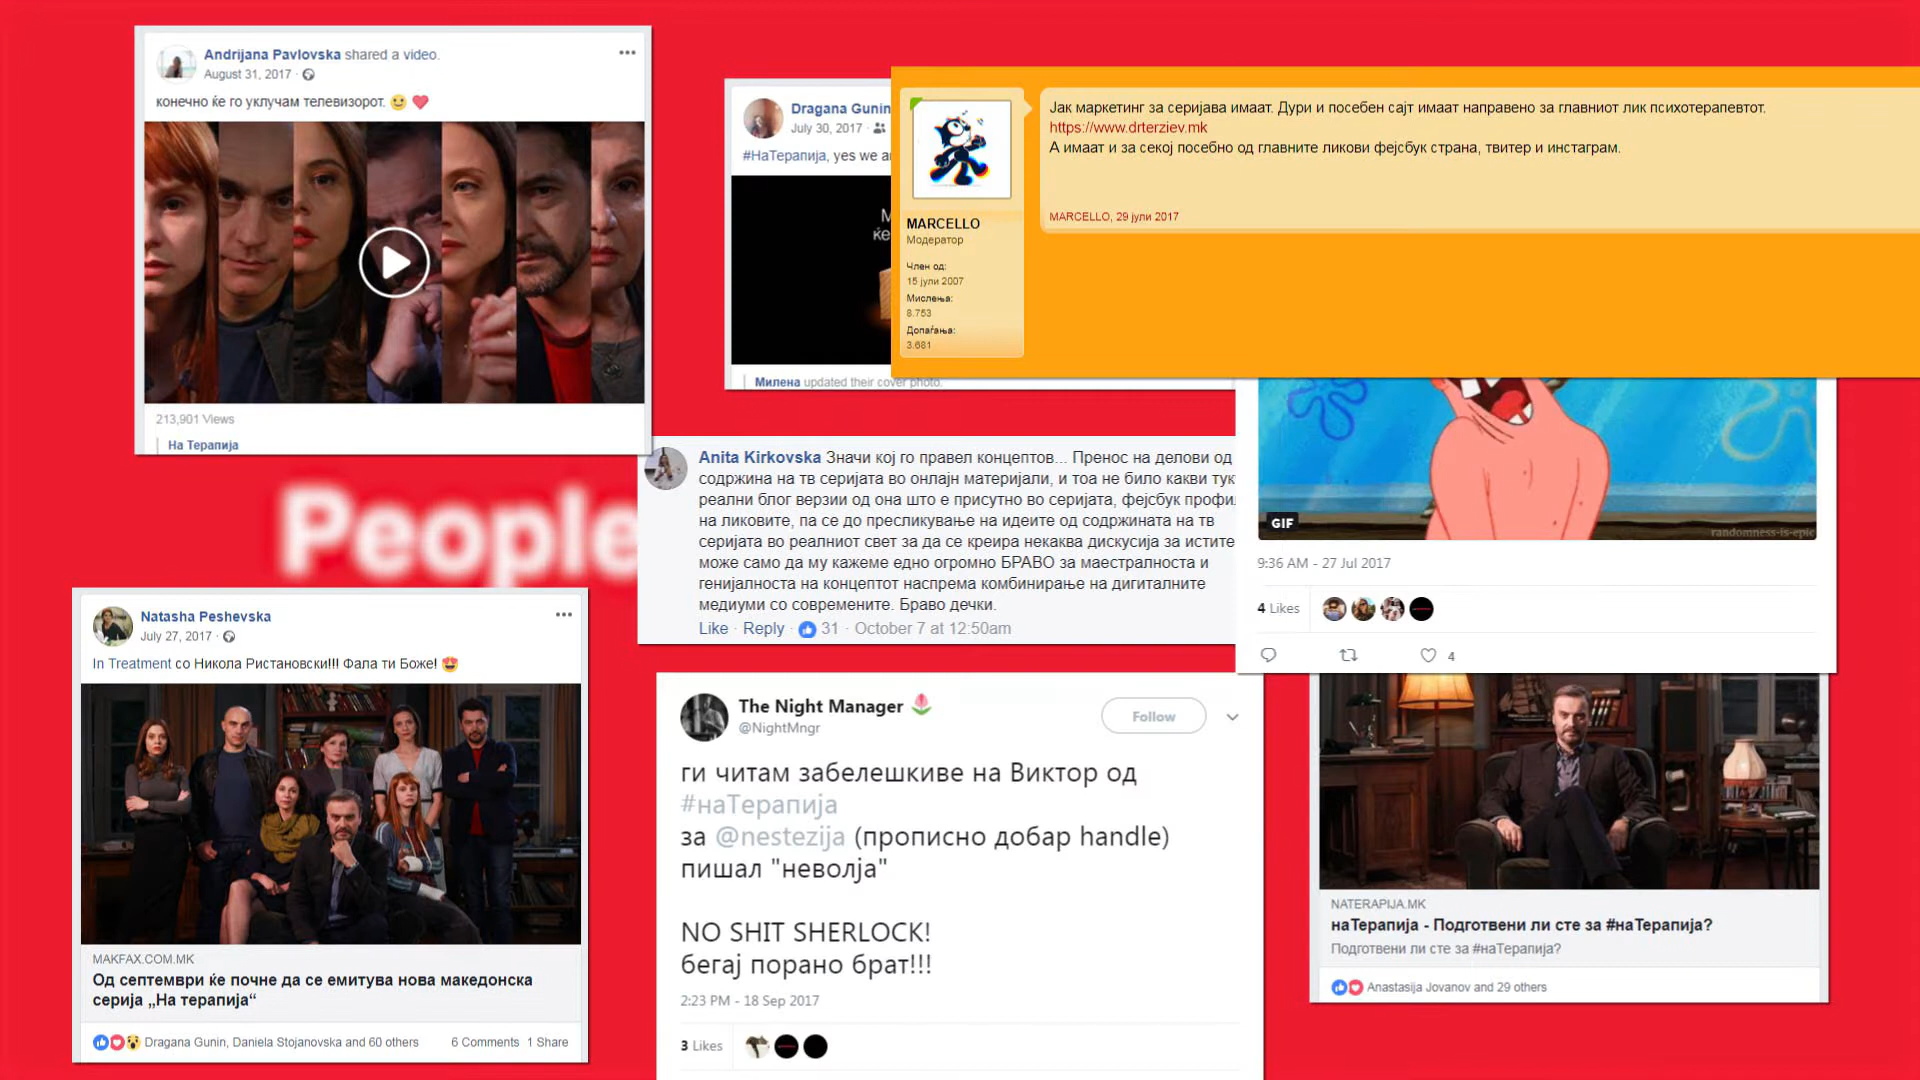 Andrijana Pavlovska shared a video.
August 31, 2017
конечно ќе го уклучам телевизорот.
213,901 Views
На Терапија
Dragana Gunin
July 30, 2017
#НаТерапија, yes we
Милена updated their cover photo.
MARCELLO
Модератор
Член од:
15 јули 2007
Мислења:
8.753
Допаѓања:
3.681
Јак маркетинг за серијава имаат. Дури и посебен сајт имаат направено за главниот лик психотерапевтот.
https://www.drterziev.mk
А имаат и за секој посебно од главните ликови фејсбук страна, твитер и инстаграм.
MARCELLO, 29 јули 2017
People
Anita Kirkovska Значи кој го правел концептов... Пренос на делови од
содржина на тв серијата во онлајн материјали, и тоа не било какви тук
реални блог верзии од она што е присутно во серијата, фејсбук
на ликовите, па се до пресликување на идеите од содржината на тв
серијата во реалниот свет за да се креира некаква дискусија за истите
може само да му кажеме едно огромно БРАВО за маестралноста и
генијалноста на концептот наспрема комбинирање на дигиталните
медиуми со современите. Браво дечки.
Like · Reply · 31 · October 7 at 12:50am
GIF
randomness-is-epic
9:36 AM - 27 Jul 2017
4 Likes
4
Natasha Peshevska
July 27, 2017
In Treatment со Никола Ристановски!!! Фала ти Боже!
MAKFAX.COM.MK
Од септември ќе почне да се емитува нова македонска
серија „На терапија“
Dragana Gunin, Daniela Stojanovska and 60 others
6 Comments 1 Share
The Night Manager
@NightMngr
Follow
ги читам забелешкиве на Виктор од
#наТерапија
за @nestezija (прописно добар handle)
пишал "неволја"
NO SHIT SHERLOCK!
бегај порано брат!!!
2:23 PM - 18 Sep 2017
3 Likes
NATERAPIJA.MK
наТерапија - Подготвени ли сте за #наТерапија?
Подготвени ли сте за #наТерапија?
Anastasija Jovanov and 29 others